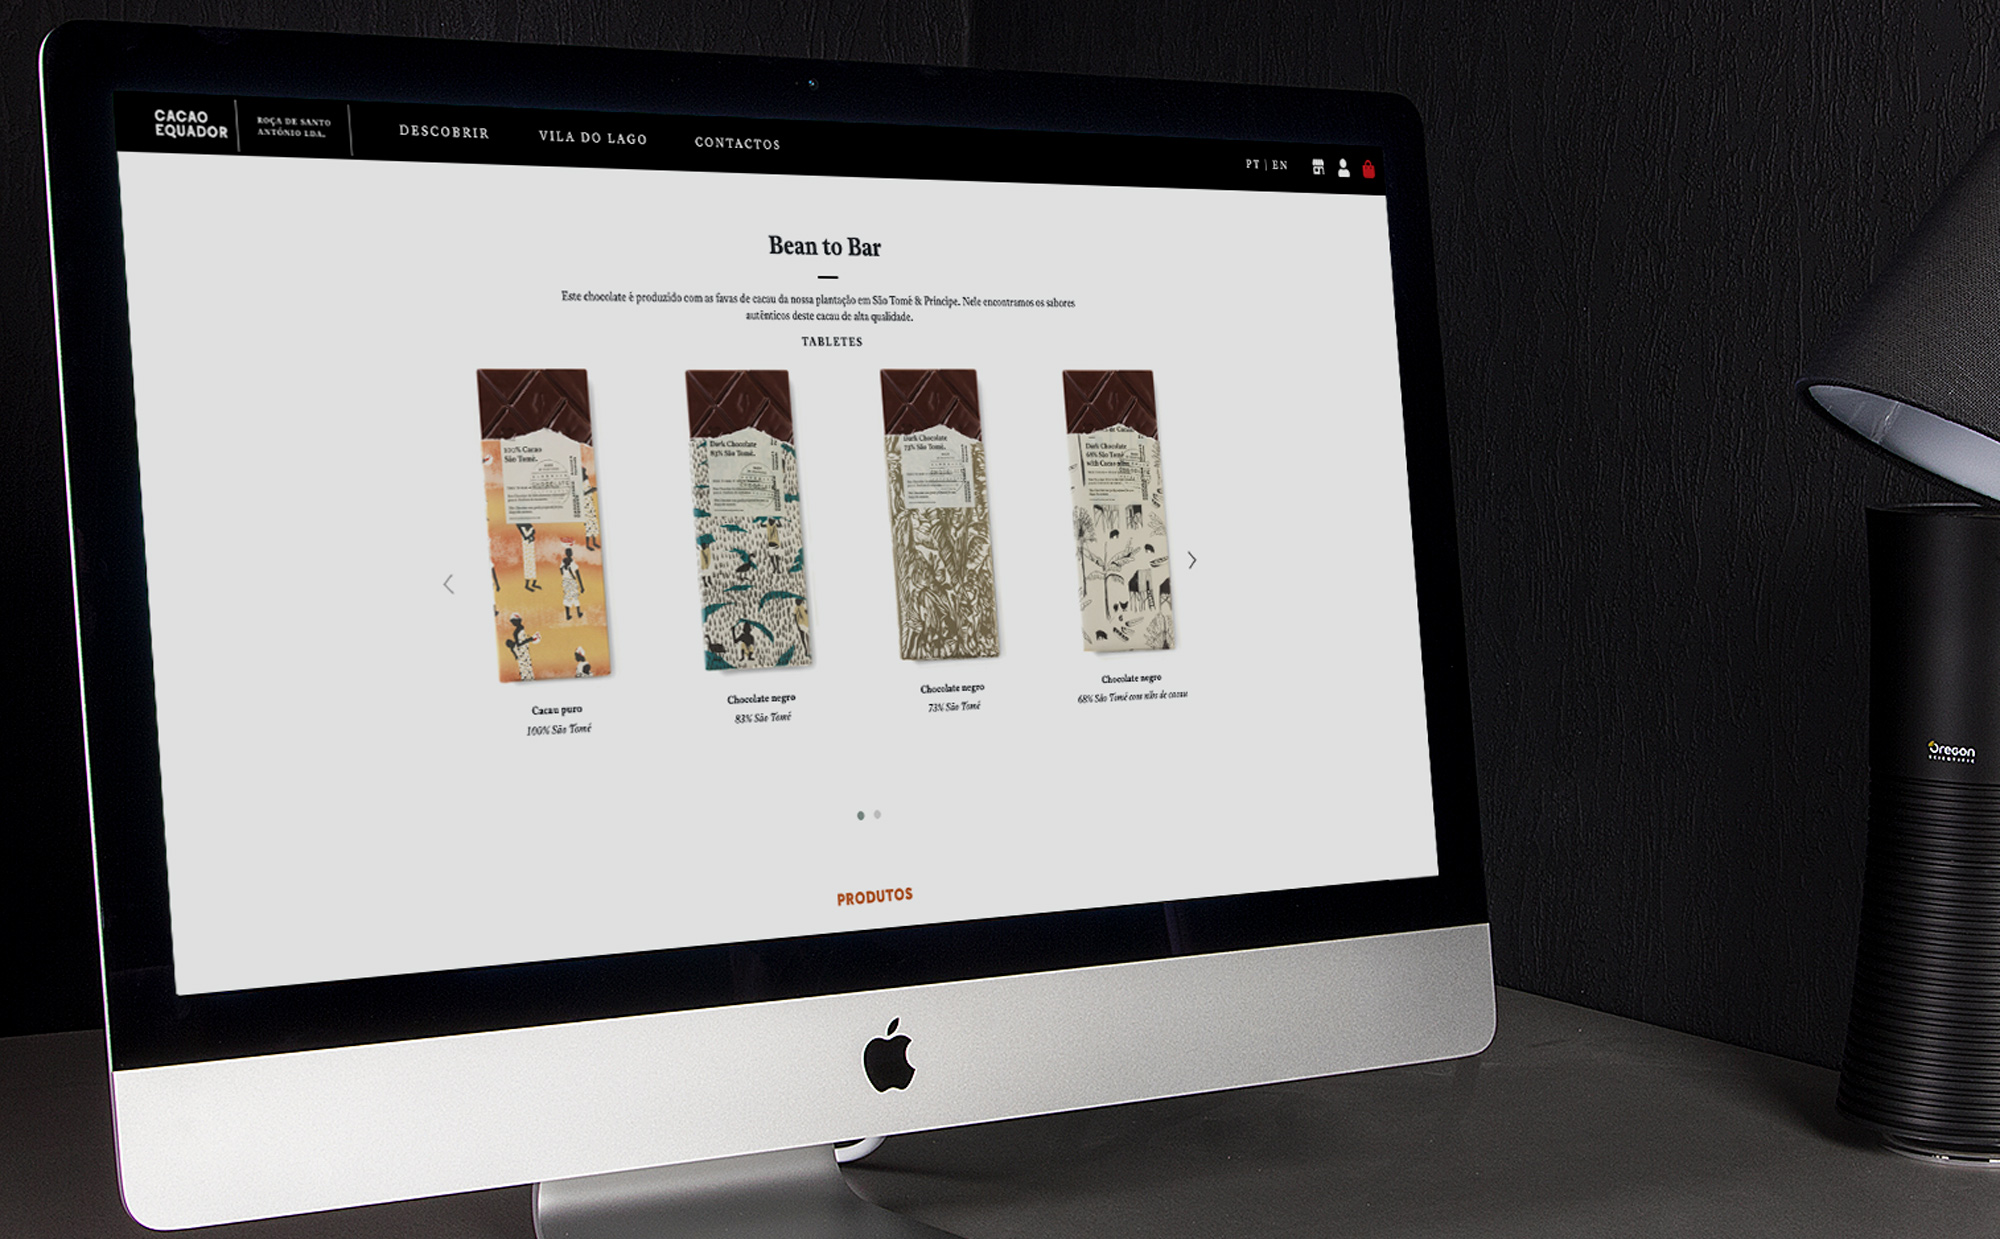 CACAO
EQUADOR
ROÇA DE SANTO
ANTÓNIO LDA.
DESCOBRIR
VILA DO LAGO
CONTACTOS
PT | EN
Bean to Bar
Este chocolate é produzido com as favas de cacau da nossa plantação em São Tomé & Príncipe. Nele encontramos os sabores
autênticos deste cacau de alta qualidade.
TABLETES
100% Cacao
São Tomé.
Dark Chocolate
83% São Tomé.
Dark Chocolate
73% São Tomé.
Dark Chocolate
68% São Tomé
with Cacao nibs
Cacau puro
100% São Tomé
Chocolate negro
83% São Tomé
Chocolate negro
73% São Tomé
Chocolate negro
68% São Tomé com nibs de cacau
PRODUTOS
Oregon
SCIENTIFIC